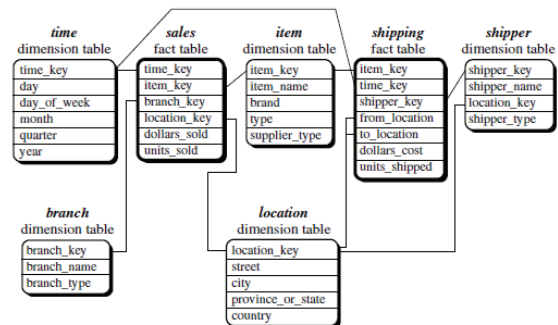 time
dimension table
time_key
day
day_of_week
month
quarter
year
sales
fact table
time_key
item_key
branch_key
location_key
dollars_sold
units_sold
item
dimension table
item_key
item_name
brand
type
supplier_type
shipping
fact table
item_key
time_key
shipper_key
from_location
to_location
dollars_cost
units_shipped
shipper
dimension table
shipper_key
shipper_name
location_key
shipper_type
branch
dimension table
branch_key
branch_name
branch_type
location
dimension table
location_key
street
city
province_or_state
country